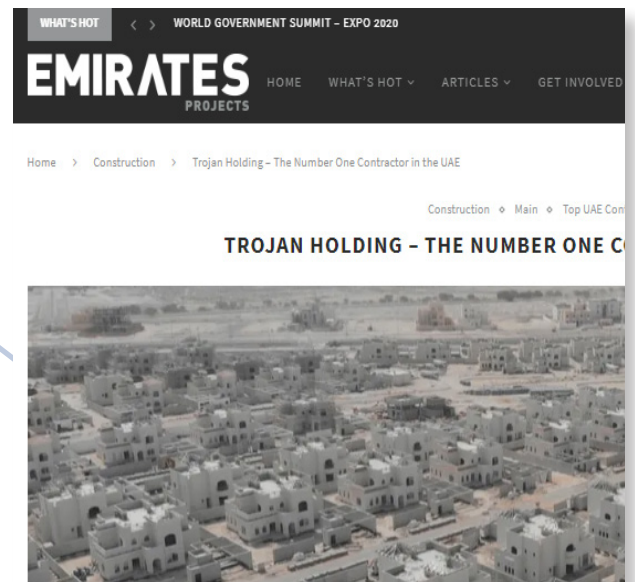 WHAT'S HOT < > WORLD GOVERNMENT SUMMIT – EXPO 2020
EMIRATES
PROJECTS
HOME WHAT'S HOT ARTICLES GET INVOLVED
Home > Construction > Trojan Holding – The Number One Contractor in the UAE
Construction ◇ Main ◇ Top UAE Con
TROJAN HOLDING – THE NUMBER ONE C